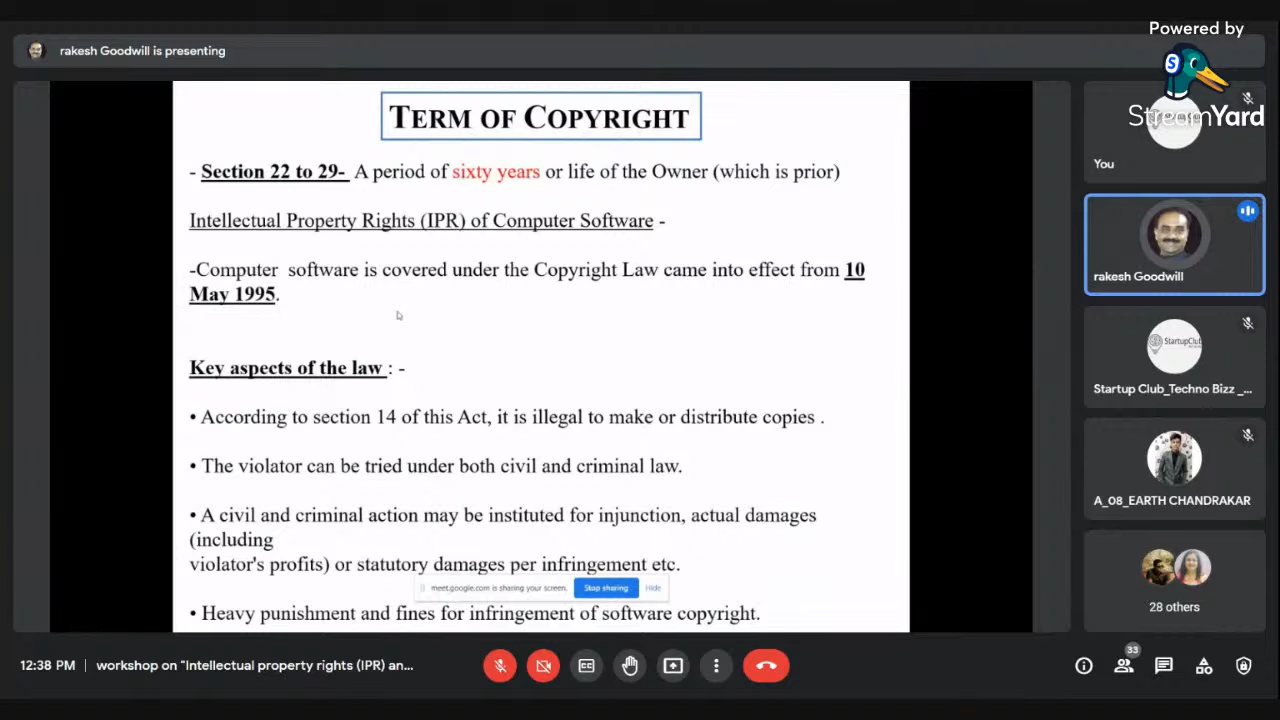 Powered by
StreamYard
rakesh Goodwill is presenting
TERM OF COPYRIGHT
- Section 22 to 29- A period of sixty years or life of the Owner (which is prior)
Intellectual Property Rights (IPR) of Computer Software -
-Computer software is covered under the Copyright Law came into effect from 10
May 1995.
Key aspects of the law : -
• According to section 14 of this Act, it is illegal to make or distribute copies .
• The violator can be tried under both civil and criminal law.
• A civil and criminal action may be instituted for injunction, actual damages
(including
violator's profits) or statutory damages per infringement etc.
meet.google.com is sharing your screen. Stop sharing Hide
• Heavy punishment and fines for infringement of software copyright.
You
rakesh Goodwill
StartupClub
Startup Club_Techno Bizz _...
A_08_EARTH CHANDRAKAR
28 others
12:38 PM | workshop on "Intellectual property rights (IPR) an...
33